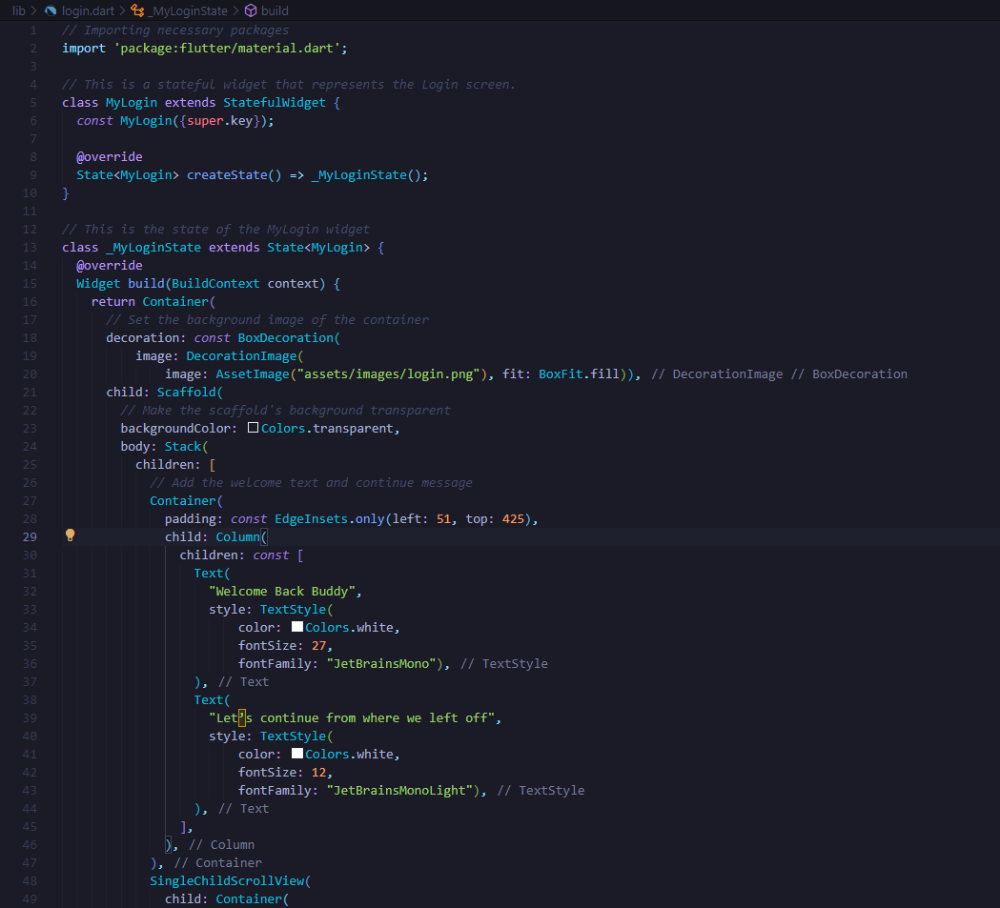 lib > login.dart > _MyLoginState > build
1 // Importing necessary packages
2 import 'package:flutter/material.dart';
3
4 // This is a stateful widget that represents the Login screen.
5 class MyLogin extends StatefulWidget {
6   const MyLogin({super.key});
7
8   @override
9   State<MyLogin> createState() => _MyLoginState();
10 }
11
12 // This is the state of the MyLogin widget
13 class _MyLoginState extends State<MyLogin> {
14   @override
15   Widget build(BuildContext context) {
16     return Container(
17       // Set the background image of the container
18       decoration: const BoxDecoration(
19           image: DecorationImage(
20               image: AssetImage("assets/images/login.png"), fit: BoxFit.fill)), // DecorationImage // BoxDecoration
21       child: Scaffold(
22         // Make the scaffold's background transparent
23         backgroundColor: Colors.transparent,
24         body: Stack(
25           children: [
26             // Add the welcome text and continue message
27             Container(
28               padding: const EdgeInsets.only(left: 51, top: 425),
29               child: Column(
30                 children: const [
31                   Text(
32                     "Welcome Back Buddy",
33                     style: TextStyle(
34                         color: Colors.white,
35                         fontSize: 27,
36                         fontFamily: "JetBrainsMono"), // TextStyle
37                   ), // Text
38                   Text(
39                     "Let’s continue from where we left off",
40                     style: TextStyle(
41                         color: Colors.white,
42                         fontSize: 12,
43                         fontFamily: "JetBrainsMonoLight"), // TextStyle
44                   ), // Text
45                 ],
46               ), // Column
47             ), // Container
48             SingleChildScrollView(
49               child: Container(